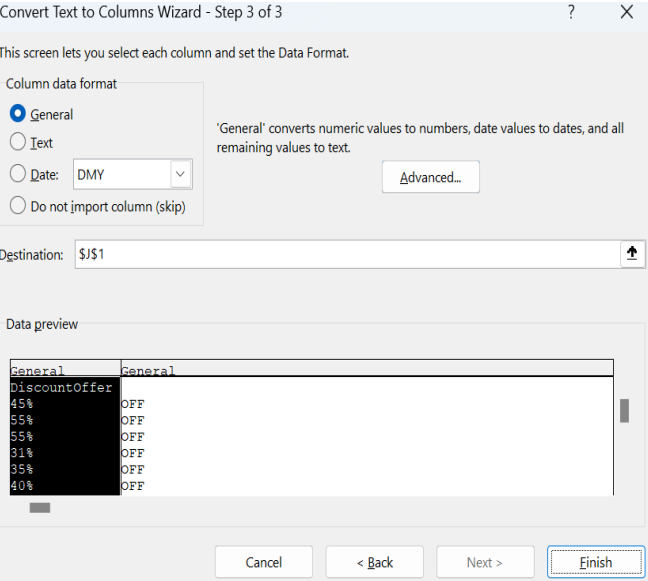 Convert Text to Columns Wizard - Step 3 of 3 ? X
This screen lets you select each column and set the Data Format.
Column data format
General
Text
Date: DMY
Do not import column (skip)
'General' converts numeric values to numbers, date values to dates, and all
remaining values to text.
Advanced...
Destination: $J$1
Data preview
General General
DiscountOffer
45% OFF
55% OFF
55% OFF
31% OFF
35% OFF
40% OFF
Cancel < Back Next > Finish